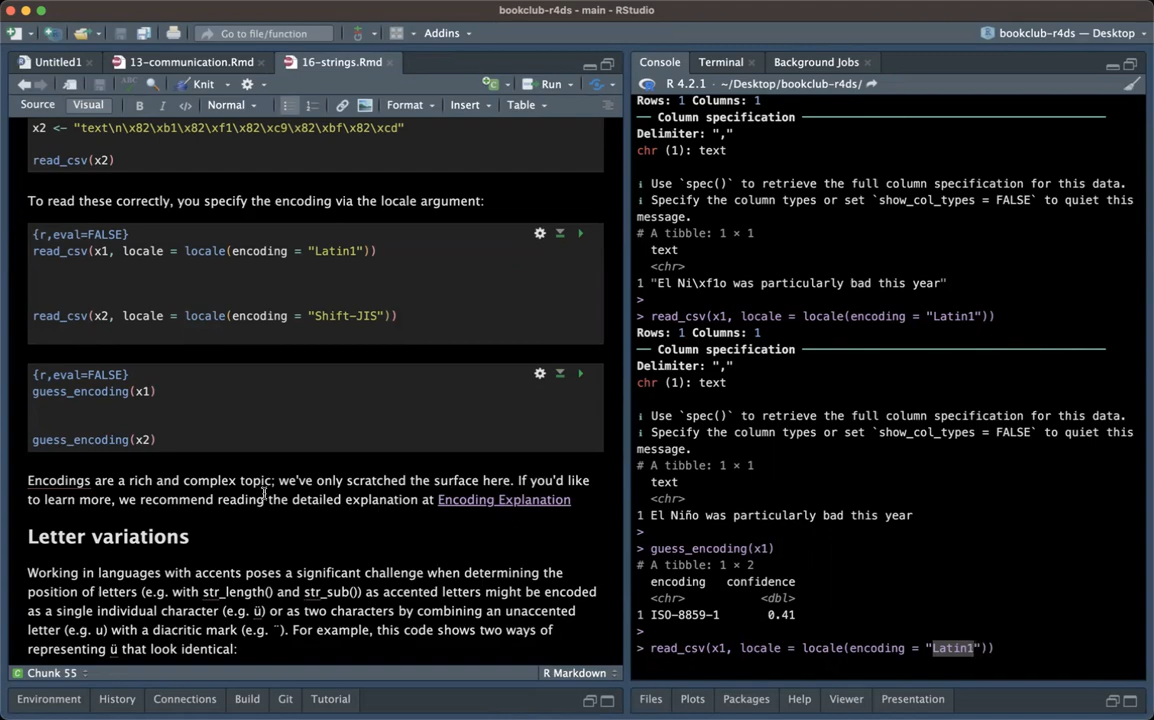 bookclub-r4ds - main - RStudio
Go to file/function
Addins
bookclub-r4ds — Desktop
Untitled1
13-communication.Rmd
16-strings.Rmd
Knit
Run
Source
Visual
B
I
</>
Normal
Format
Insert
Table
x2 <- "text\n\x82\xb1\x82\xf1\x82\xc9\x82\xbf\x82\xcd"
read_csv(x2)
To read these correctly, you specify the encoding via the locale argument:
{r,eval=FALSE}
read_csv(x1, locale = locale(encoding = "Latin1"))
read_csv(x2, locale = locale(encoding = "Shift-JIS"))
{r,eval=FALSE}
guess_encoding(x1)
guess_encoding(x2)
Encodings are a rich and complex topic; we've only scratched the surface here. If you'd like
to learn more, we recommend reading the detailed explanation at Encoding Explanation
Letter variations
Working in languages with accents poses a significant challenge when determining the
position of letters (e.g. with str_length() and str_sub()) as accented letters might be encoded
as a single individual character (e.g. ü) or as two characters by combining an unaccented
letter (e.g. u) with a diacritic mark (e.g. ¨). For example, this code shows two ways of
representing ü that look identical:
Chunk 55
R Markdown
Environment
History
Connections
Build
Git
Tutorial
Console
Terminal
Background Jobs
R 4.2.1 · ~/Desktop/bookclub-r4ds/
Rows: 1 Columns: 1
── Column specification ──
Delimiter: ","
chr (1): text
ℹ Use `spec()` to retrieve the full column specification for this data.
ℹ Specify the column types or set `show_col_types = FALSE` to quiet this
message.
# A tibble: 1 × 1
text
<chr>
1 "El Ni\xf1o was particularly bad this year"
>
> read_csv(x1, locale = locale(encoding = "Latin1"))
Rows: 1 Columns: 1
── Column specification ──
Delimiter: ","
chr (1): text
ℹ Use `spec()` to retrieve the full column specification for this data.
ℹ Specify the column types or set `show_col_types = FALSE` to quiet this
message.
# A tibble: 1 × 1
text
<chr>
1 El Niño was particularly bad this year
>
> guess_encoding(x1)
# A tibble: 1 × 2
encoding confidence
<chr> <dbl>
1 ISO-8859-1 0.41
>
> read_csv(x1, locale = locale(encoding = "Latin1"))
Files
Plots
Packages
Help
Viewer
Presentation